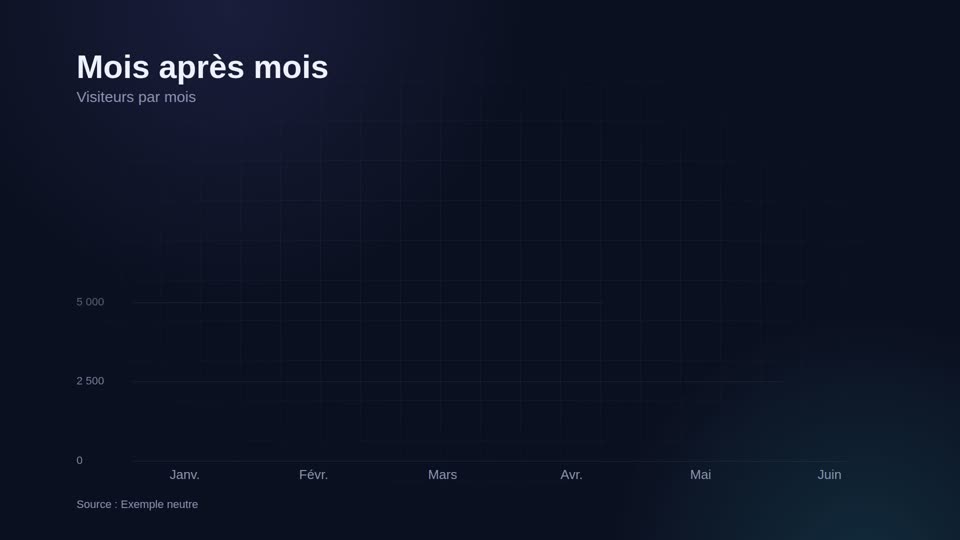 Mois après mois
Visiteurs par mois
5 000
2 500
0
Janv. Févr. Mars Avr. Mai Juin
Source : Exemple neutre